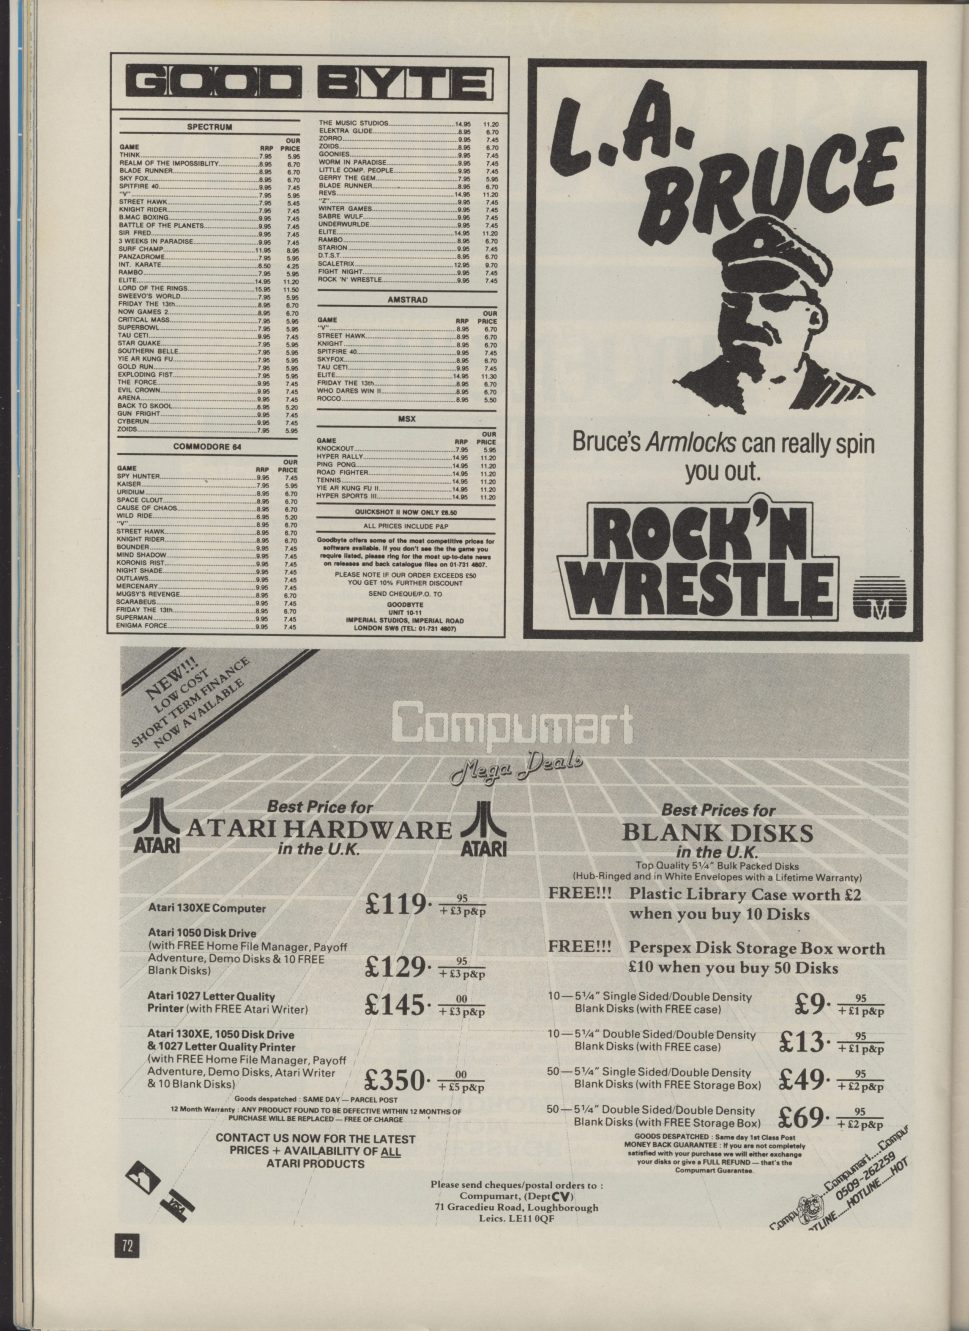 GOOD BYTE
SPECTRUM
GAME RRP OUR PRICE
THINK 7.95 5.95
REALM OF THE IMPOSSIBLITY 8.95 6.70
BLADE RUNNER 8.95 6.70
SKY FOX 8.95 6.70
SPITFIRE 40 9.95 7.45
"V" 7.95 5.95
STREET HAWK 7.95 5.45
KNIGHT RIDER 9.95 7.45
B.MAC BOXING 9.95 7.45
BATTLE OF THE PLANETS 9.95 7.45
SIR FRED 9.95 7.45
3 WEEKS IN PARADISE 9.95 7.45
SURF CHAMP 11.95 8.95
PANZADROME 7.95 5.95
INT. KARATE 6.50 4.25
RAMBO 7.95 5.95
ELITE 14.95 11.20
LORD OF THE RINGS 15.95 11.50
SWEEVO'S WORLD 7.95 5.95
FRIDAY THE 13th 8.95 6.70
NOW GAMES 2 8.95 6.70
CRITICAL MASS 7.95 5.95
SUPERBOWL 7.95 5.95
TAU CETI 9.95 7.45
STAR QUAKE 7.95 5.95
SOUTHERN BELLE 7.95 5.95
YIE AR KUNG FU 7.95 5.95
GOLD RUN 7.95 5.95
EXPLODING FIST 7.95 5.95
THE FORCE 9.95 7.45
EVIL CROWN 9.95 7.45
ARENA 9.95 7.45
BACK TO SKOOL 6.95 5.20
GUN FRIGHT 9.95 7.45
CYBERUN 9.95 7.45
ZOIDS 7.95 5.95
COMMODORE 64
GAME RRP OUR PRICE
SPY HUNTER 9.95 7.45
KAISER 7.95 5.95
URIDIUM 8.95 6.70
SPACE CLOUT 8.95 6.70
CAUSE OF CHAOS 8.95 6.70
WILD RIDE 6.95 5.20
"V" 8.95 6.70
STREET HAWK 8.95 6.70
KNIGHT RIDER 8.95 6.70
BOUNDER 9.95 7.45
MIND SHADOW 9.95 7.45
KORONIS RIST 9.95 7.45
NIGHT SHADE 9.95 7.45
OUTLAWS 9.95 7.45
MERCENARY 9.95 7.45
MUGSY'S REVENGE 8.95 6.70
SCARABEUS 9.95 7.45
FRIDAY THE 13th 8.95 6.70
SUPERMAN 9.95 7.45
ENIGMA FORCE 9.95 7.45
THE MUSIC STUDIOS 14.95 11.20
ELEKTRA GLIDE 8.95 6.70
ZORRO 9.95 7.45
ZOIDS 8.95 6.70
GOONIES 9.95 7.45
WORM IN PARADISE 9.95 7.45
LITTLE COMP. PEOPLE 9.95 7.45
GERRY THE GEM 7.95 5.95
BLADE RUNNER 8.95 6.70
REVS 14.95 11.20
"Z" 9.95 7.45
WINTER GAMES 9.95 7.45
SABRE WULF 9.95 7.45
UNDERWURLDE 9.95 7.45
ELITE 14.95 11.20
RAMBO 8.95 6.70
STARION 9.95 7.45
D.T.S.T. 8.95 6.70
SCALETRIX 12.95 9.70
FIGHT NIGHT 9.95 7.45
ROCK 'N' WRESTLE 9.95 7.45
AMSTRAD
GAME RRP OUR PRICE
"V" 8.95 6.70
STREET HAWK 8.95 6.70
KNIGHT 8.95 6.70
SPITFIRE 40 9.95 7.45
SKYFOX 8.95 6.70
TAU CETI 9.95 7.45
ELITE 14.95 11.30
FRIDAY THE 13th 8.95 6.70
WHO DARES WIN II 8.95 6.70
ROCCO 8.95 5.50
MSX
GAME RRP OUR PRICE
KNOCKOUT 7.95 5.95
HYPER RALLY 14.95 11.20
PING PONG 14.95 11.20
ROAD FIGHTER 14.95 11.20
TENNIS 14.95 11.20
YIE AR KUNG FU II 14.95 11.20
HYPER SPORTS III 14.95 11.20
QUICKSHOT II NOW ONLY £8.50
ALL PRICES INCLUDE P&P
Goodbyte offers some of the most competitive prices for
software available. If you don't see the the game you
require listed, please ring for the most up-to-date news
on releases and back catalogue files on 01-731 4607.
PLEASE NOTE IF OUR ORDER EXCEEDS £50
YOU GET 10% FURTHER DISCOUNT
SEND CHEQUE/P.O. TO
GOODBYTE
UNIT 10-11
IMPERIAL STUDIOS, IMPERIAL ROAD
LONDON SW6 (TEL: 01-731 4607)
L.A.
BRUCE
Bruce's Armlocks can really spin
you out.
ROCK'N
WRESTLE
M
NEW!!!
LOW COST
SHORT TERM FINANCE
NOW AVAILABLE
Compumart
Mega Deals
Best Price for
ATARI HARDWARE
in the U.K.
ATARI
ATARI
Atari 130XE Computer £119.95 + £3 p&p
Atari 1050 Disk Drive
(with FREE Home File Manager, Payoff
Adventure, Demo Disks & 10 FREE
Blank Disks) £129.95 + £3 p&p
Atari 1027 Letter Quality
Printer (with FREE Atari Writer) £145.00 + £3 p&p
Atari 130XE, 1050 Disk Drive
& 1027 Letter Quality Printer
(with FREE Home File Manager, Payoff
Adventure, Demo Disks, Atari Writer
& 10 Blank Disks) £350.00 + £5 p&p
Goods despatched : SAME DAY — PARCEL POST
12 Month Warranty : ANY PRODUCT FOUND TO BE DEFECTIVE WITHIN 12 MONTHS OF
PURCHASE WILL BE REPLACED — FREE OF CHARGE
CONTACT US NOW FOR THE LATEST
PRICES + AVAILABILITY OF ALL
ATARI PRODUCTS
VISA
Best Prices for
BLANK DISKS
in the U.K.
Top Quality 5¼" Bulk Packed Disks
(Hub-Ringed and in White Envelopes with a Lifetime Warranty)
FREE!!! Plastic Library Case worth £2
when you buy 10 Disks
FREE!!! Perspex Disk Storage Box worth
£10 when you buy 50 Disks
10—5¼" Single Sided/Double Density
Blank Disks (with FREE case) £9.95 + £1 p&p
10—5¼" Double Sided/Double Density
Blank Disks (with FREE case) £13.95 + £1 p&p
50—5¼" Single Sided/Double Density
Blank Disks (with FREE Storage Box) £49.95 + £2 p&p
50—5¼" Double Sided/Double Density
Blank Disks (with FREE Storage Box) £69.95 + £2 p&p
GOODS DESPATCHED : Same day 1st Class Post
MONEY BACK GUARANTEE : If you are not completely
satisfied with your purchase we will either exchange
your disks or give a FULL REFUND — that's the
Compumart Guarantee.
Please send cheques/postal orders to :
Compumart, (Dept CV)
71 Gracedieu Road, Loughborough
Leics. LE11 0QF
Compu Compumart.... Compu
0509-262259
HOTLINE.....HOT
72